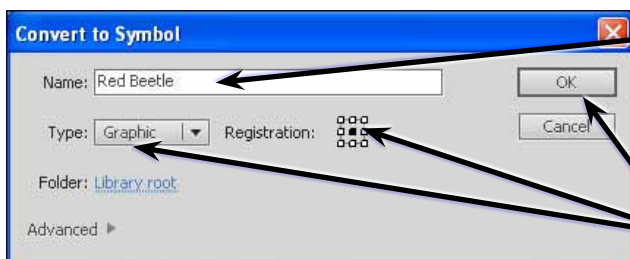 Convert to Symbol
Name: Red Beetle
OK
Type: Graphic Registration:
Cancel
Folder: Library root
Advanced